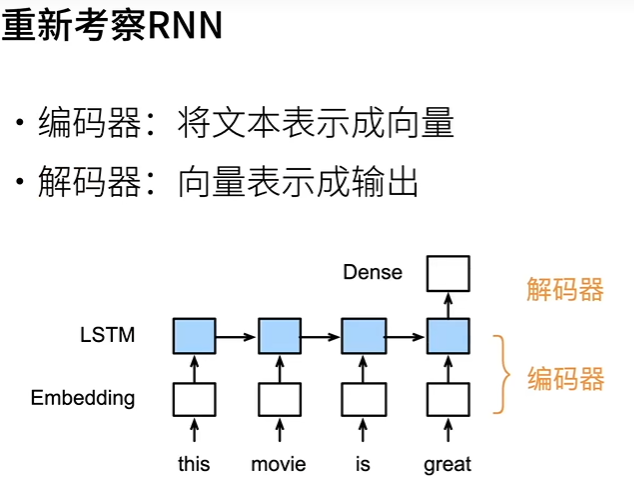 重新考察RNN
• 编码器：将文本表示成向量
• 解码器：向量表示成输出
Dense
解码器
LSTM
编码器
Embedding
this movie is great